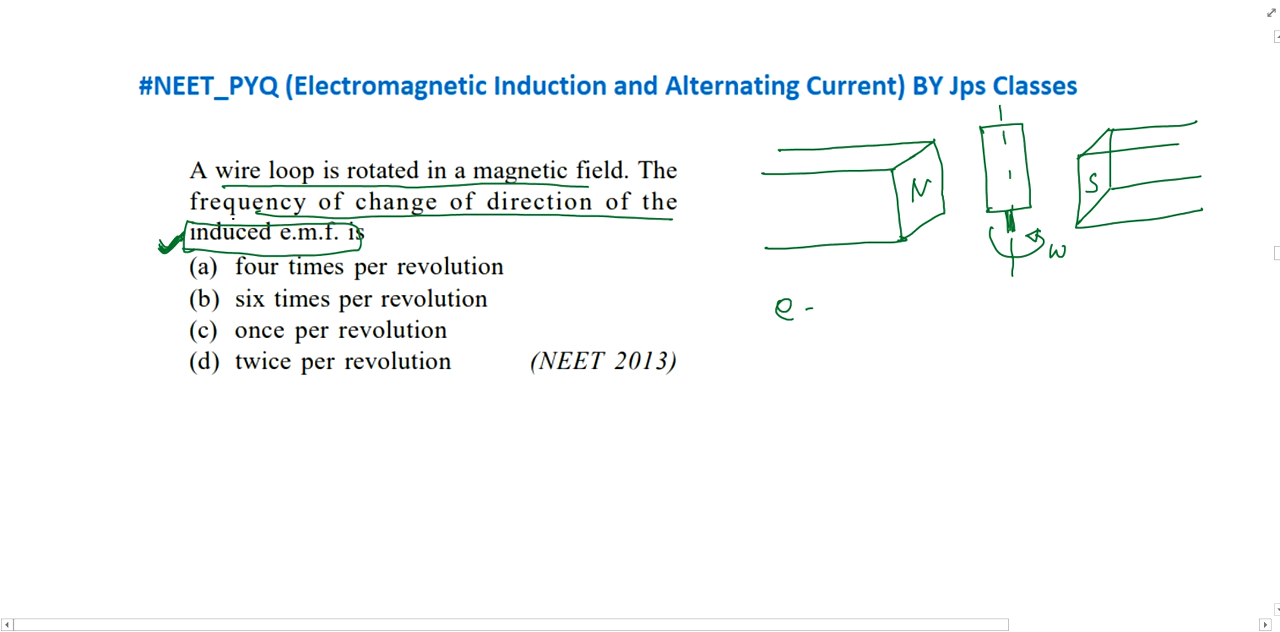 #NEET_PYQ (Electromagnetic Induction and Alternating Current) BY Jps Classes
A wire loop is rotated in a magnetic field. The
frequency of change of direction of the
induced e.m.f. is
(a) four times per revolution
(b) six times per revolution
(c) once per revolution
(d) twice per revolution (NEET 2013)
N
S
ω
e -